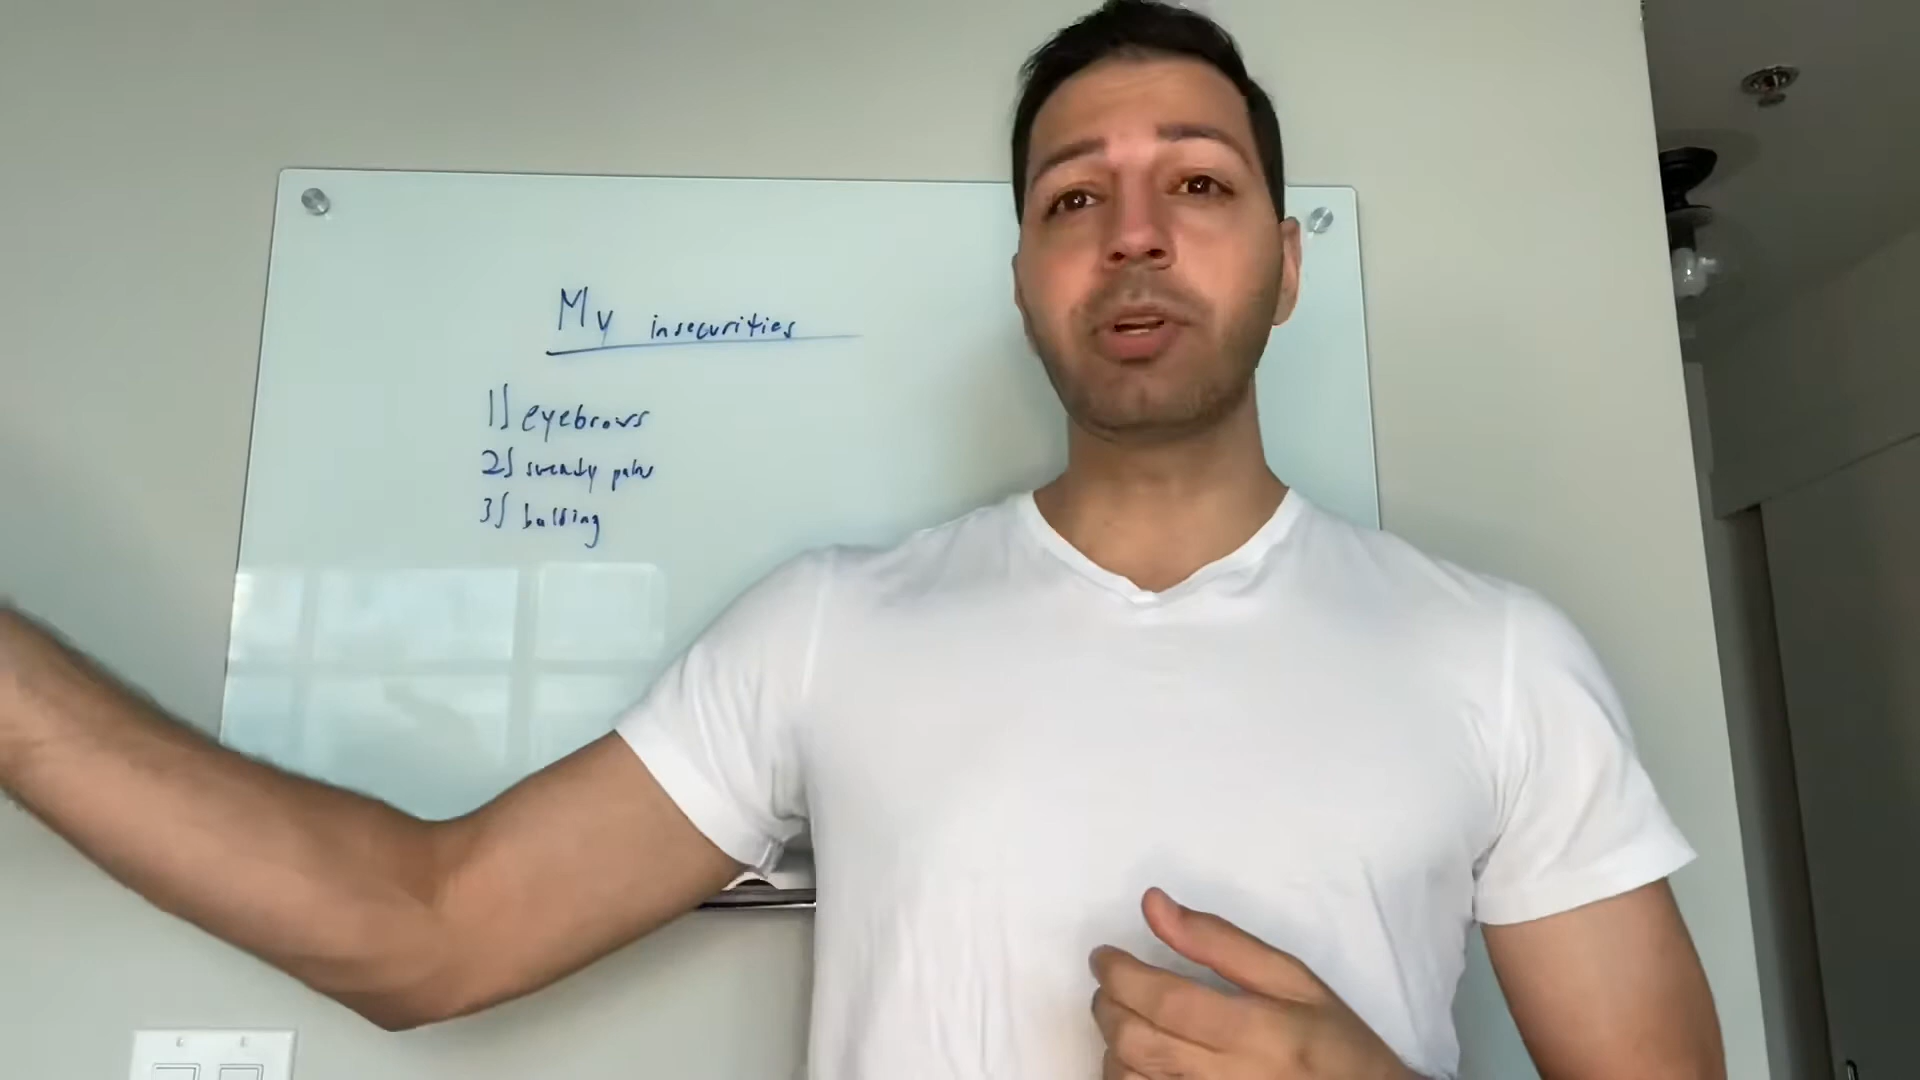 My insecurities
1) eyebrows
2) sweaty palms
3) balding